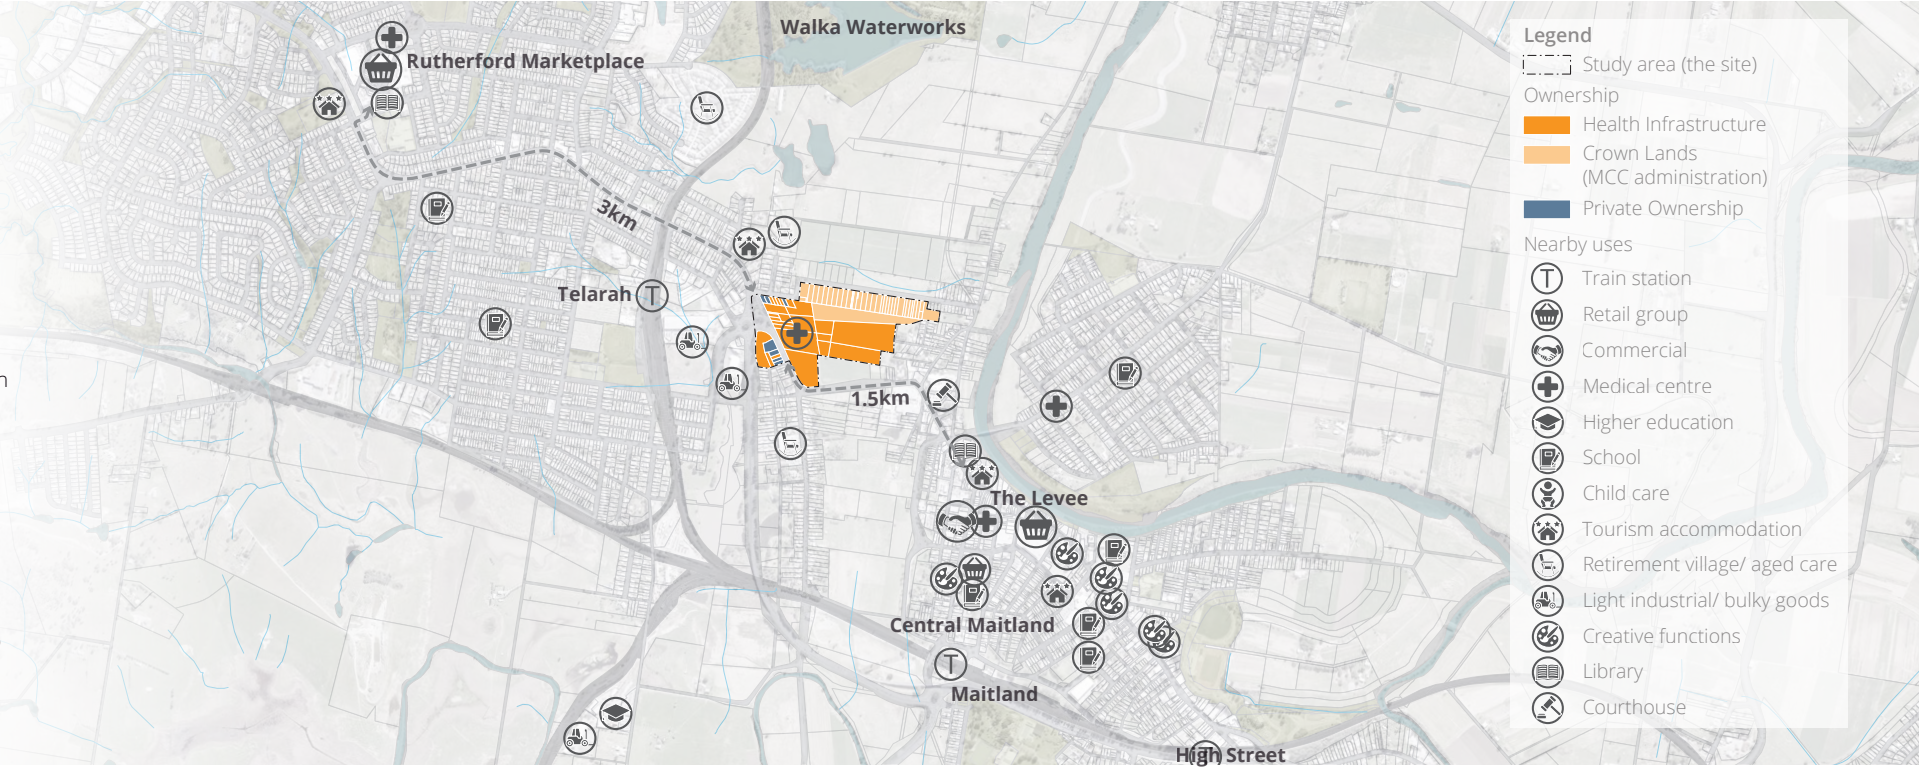 Walka Waterworks
Rutherford Marketplace
3km
Telarah
T
1.5km
The Levee
Central Maitland
T
Maitland
High Street
n
Legend
Study area (the site)
Ownership
Health Infrastructure
Crown Lands
(MCC administration)
Private Ownership
Nearby uses
T
Train station
Retail group
Commercial
Medical centre
Higher education
School
Child care
Tourism accommodation
Retirement village/ aged care
Light industrial/ bulky goods
Creative functions
Library
Courthouse